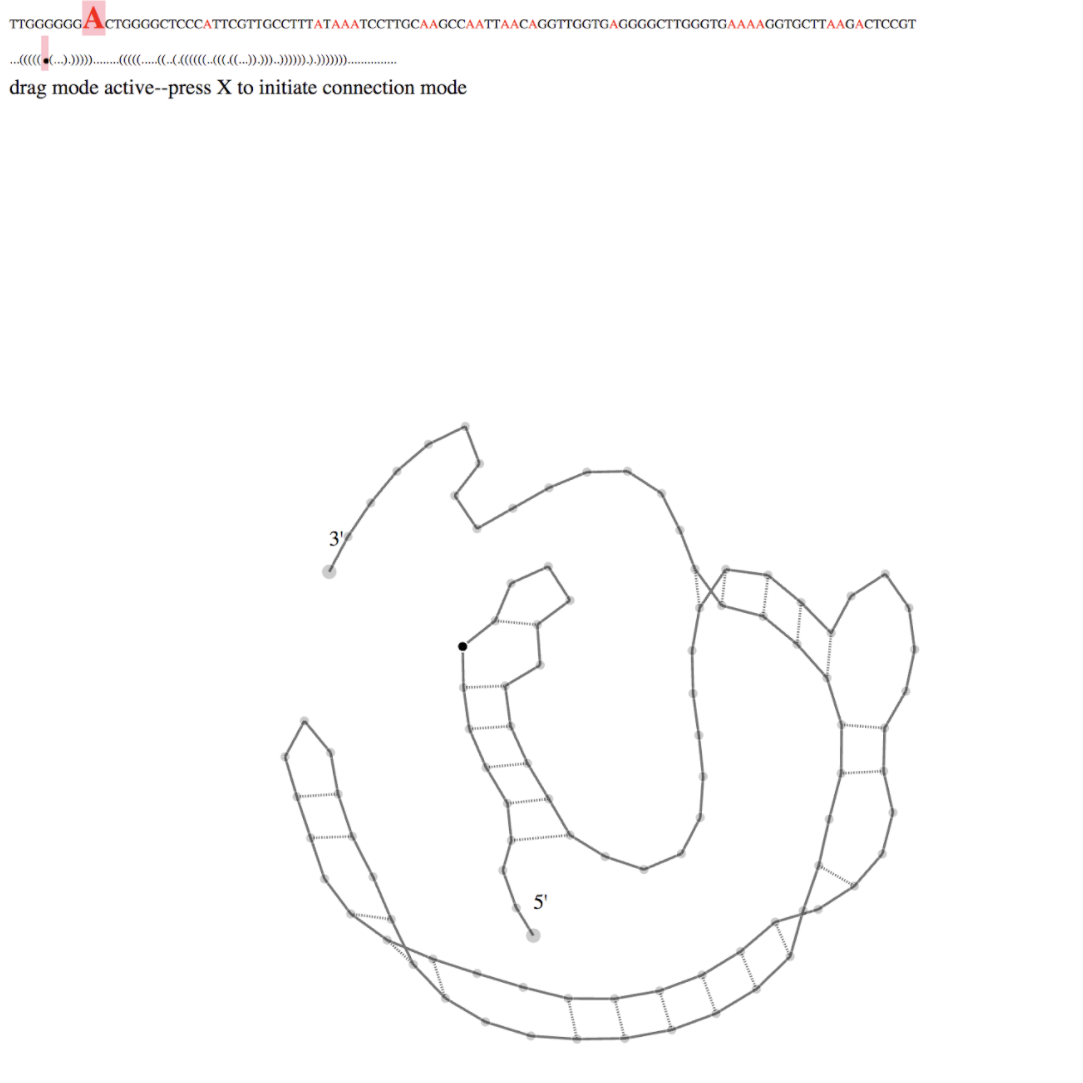 TTGGGGGGACTGGGGCTCCCATTCGTTGCCTTTATAAATCCTTGCAAGCCAATTAACAGGTTGGTGAGGGGCTTGGGTGAAAAGGTGCTTAAGACTCCGT
...(((((●(...).)))))........(((((.....((..(.((((((..(((.((...)).)))..)))))).).)))))))...............
drag mode active--press X to initiate connection mode
3'
5'